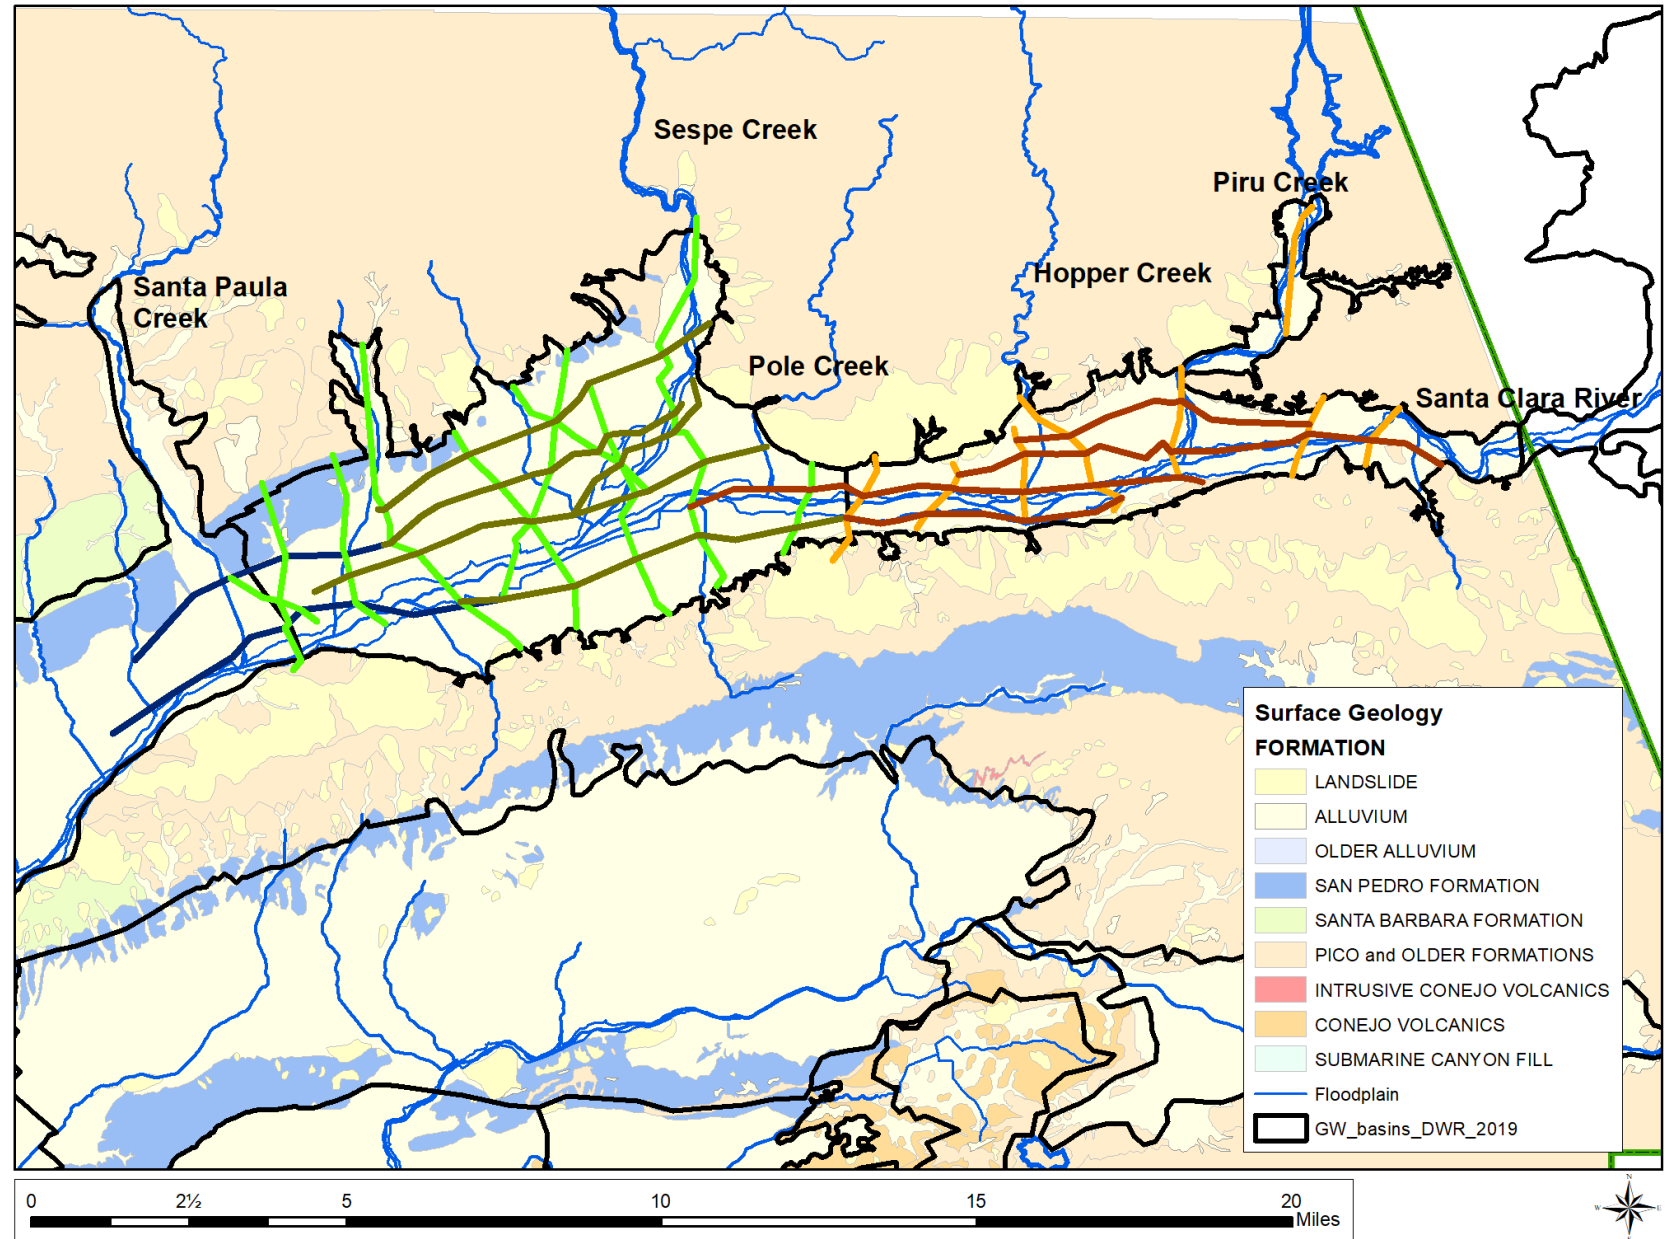 Sespe Creek
Piru Creek
Hopper Creek
Santa Paula
Creek
Pole Creek
Santa Clara River
Surface Geology
FORMATION
LANDSLIDE
ALLUVIUM
OLDER ALLUVIUM
SAN PEDRO FORMATION
SANTA BARBARA FORMATION
PICO and OLDER FORMATIONS
INTRUSIVE CONEJO VOLCANICS
CONEJO VOLCANICS
SUBMARINE CANYON FILL
Floodplain
GW_basins_DWR_2019
0 2½ 5 10 15 20
Miles
N
W